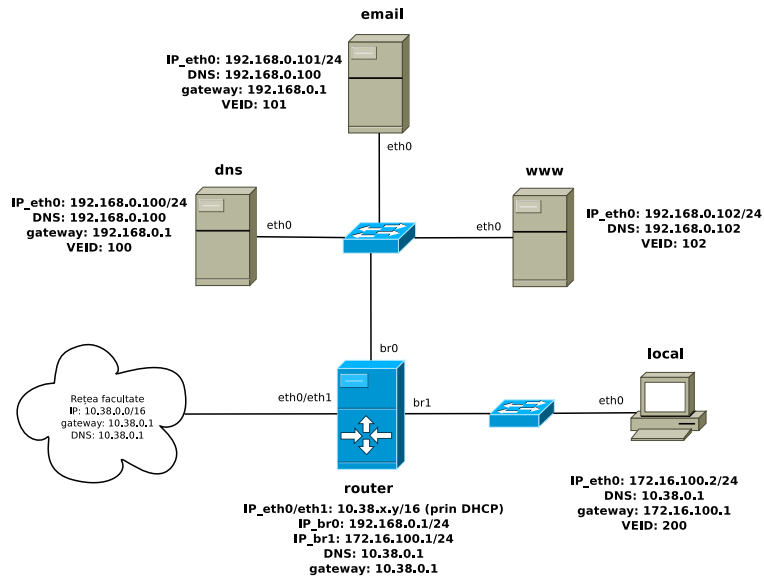 email
IP_eth0: 192.168.0.101/24
DNS: 192.168.0.100
gateway: 192.168.0.1
VEID: 101
eth0
dns
IP_eth0: 192.168.0.100/24
DNS: 192.168.0.100
gateway: 192.168.0.1
VEID: 100
eth0
eth0
www
IP_eth0: 192.168.0.102/24
DNS: 192.168.0.102
VEID: 102
br0
Rețea facultate
IP: 10.38.0.0/16
gateway: 10.38.0.1
DNS: 10.38.0.1
eth0/eth1
br1
eth0
local
IP_eth0: 172.16.100.2/24
DNS: 10.38.0.1
gateway: 172.16.100.1
VEID: 200
router
IP_eth0/eth1: 10.38.x.y/16 (prin DHCP)
IP_br0: 192.168.0.1/24
IP_br1: 172.16.100.1/24
DNS: 10.38.0.1
gateway: 10.38.0.1